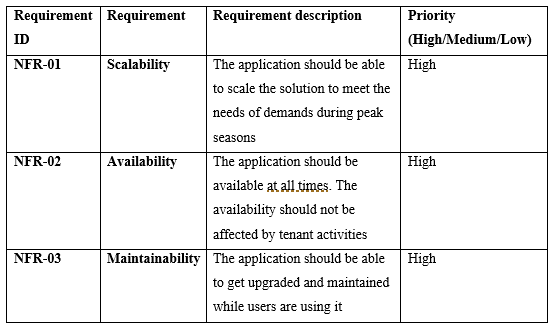 Requirement ID | Requirement | Requirement description | Priority (High/Medium/Low)
NFR-01 | Scalability | The application should be able
to scale the solution to meet the
needs of demands during peak
seasons | High
NFR-02 | Availability | The application should be
available at all times. The
availability should not be
affected by tenant activities | High
NFR-03 | Maintainability | The application should be able
to get upgraded and maintained
while users are using it | High